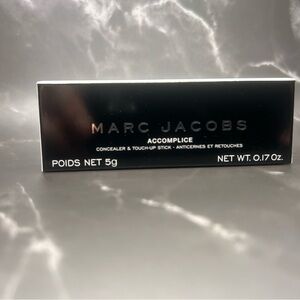 MARC JACOBS
ACCOMPLICE
CONCEALER & TOUCH-UP STICK - ANTICERNES ET RETOUCHES
POIDS NET 5g NET WT. 0.17 Oz.